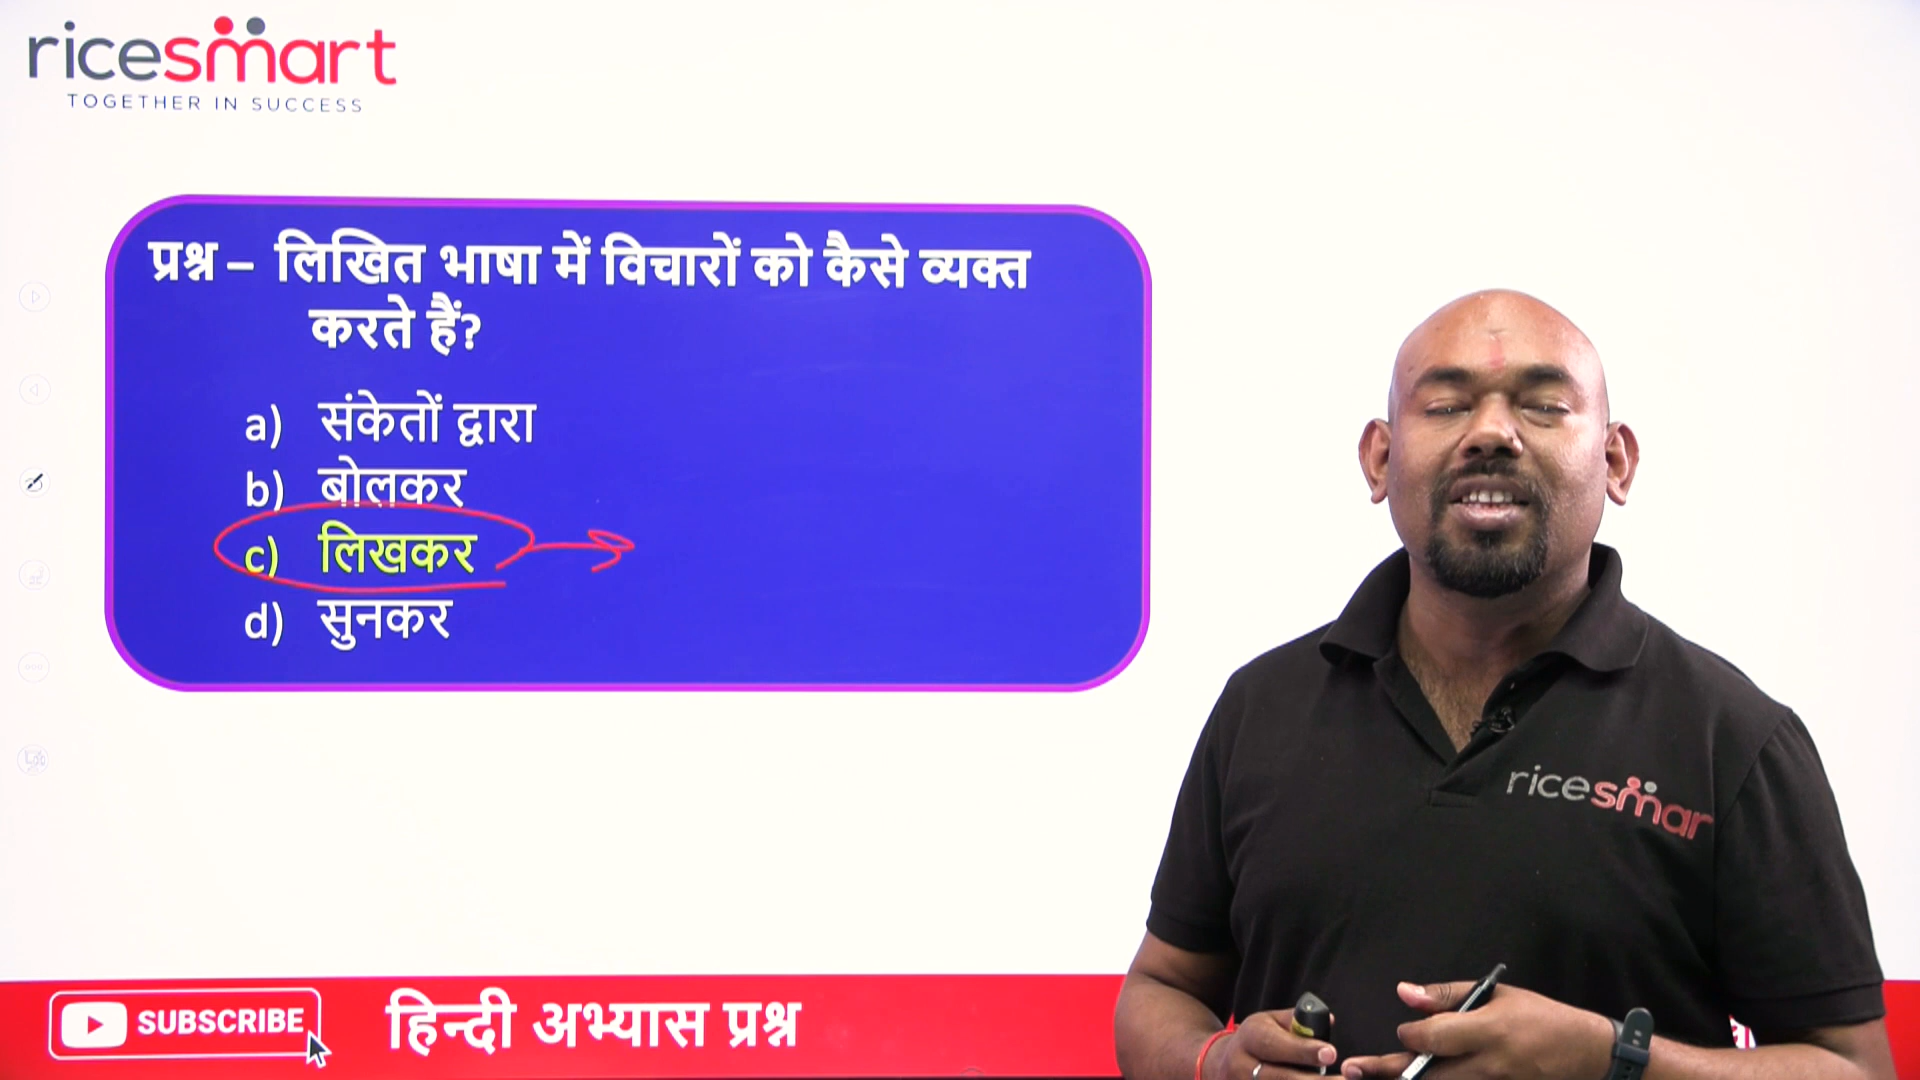 ricesmart
TOGETHER IN SUCCESS
प्रश्न – लिखित भाषा में विचारों को कैसे व्यक्त
करते हैं?
a) संकेतों द्वारा
b) बोलकर
c) लिखकर
d) सुनकर
ricesmar
SUBSCRIBE
हिन्दी अभ्यास प्रश्न